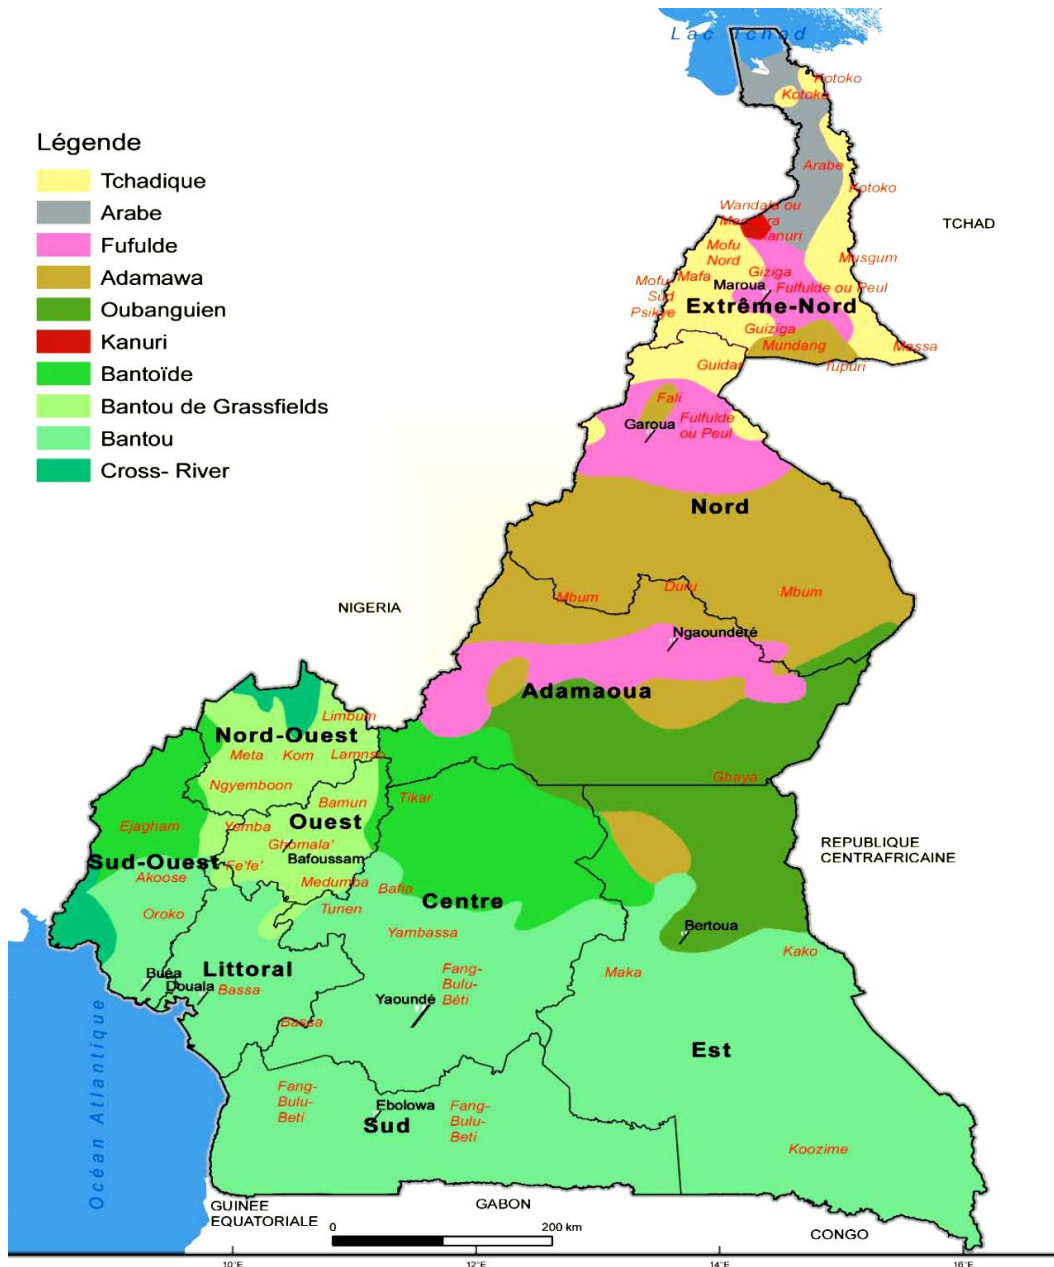 Lac Tchad
Kotoko
Kotoko
Légende
Tchadique
Arabe
Fufulde
Adamawa
Oubanguien
Kanuri
Bantoïde
Bantou de Grassfields
Bantou
Cross- River
Arabe
Kotoko
TCHAD
Wandala ou
Kanuri
Mofu
Nord
Musgum
Giziga
Mafa
Mofu
Sud
Psikye
Maroua
Fulfulde ou Peul
Extrême-Nord
Guiziga
Mundang
Massa
Tupuri
Guidar
Fali
Garoua
Fulfulde
ou Peul
Nord
Mbum
Duru
Mbum
NIGERIA
Ngaoundéré
Adamaoua
Limbum
Nord-Ouest
Meta
Kom
Lamnso
Ngyemboon
Gbaya
Bamun
Tikar
Ejagham
Yemba
Ouest
Ghomala'
Bafoussam
Sud-Ouest
Fe'fe'
Akoose
Medumba
Bafia
REPUBLIQUE
CENTRAFRICAINE
Centre
Oroko
Tunen
Yambassa
Bertoua
Kako
Maka
Buéa
Douala
Littoral
Bassa
Fang-
Bulu-
Béti
Yaoundé
Bassa
Est
Océan Atlantique
Fang-
Bulu-
Beti
Ebolowa
Sud
Fang-
Bulu-
Beti
Koozime
GUINEE
EQUATORIALE
GABON
CONGO
0 200 km
10°E 12°E 14°E 16°E